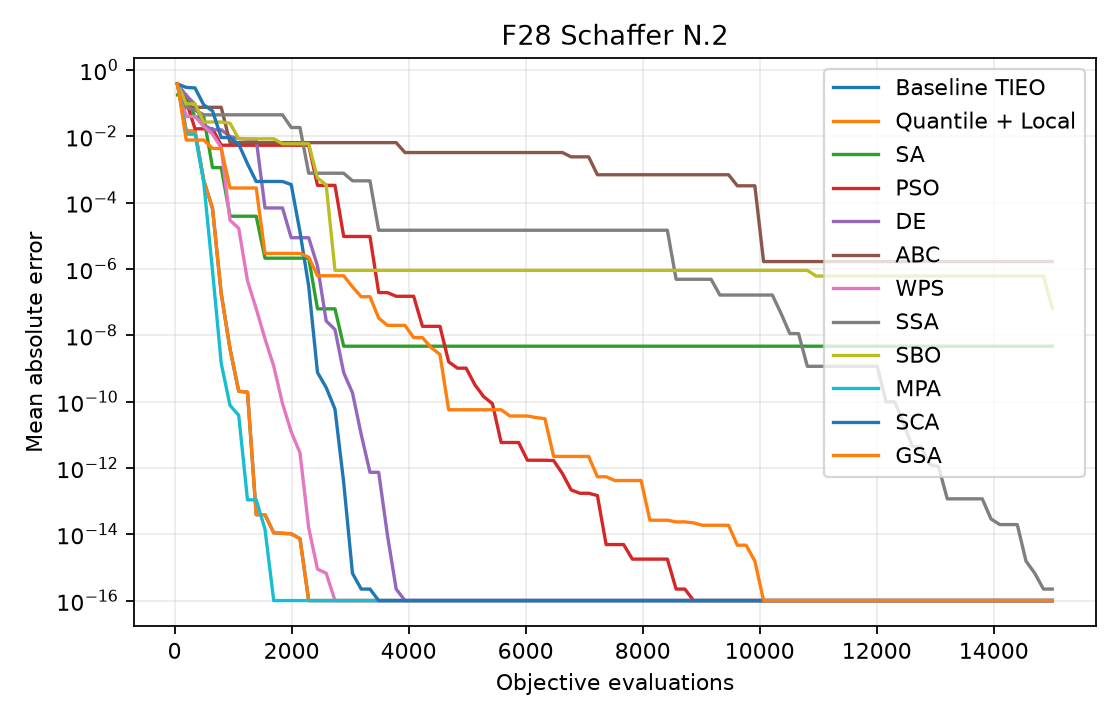 F28 Schaffer N.2
10⁰
10⁻²
10⁻⁴
10⁻⁶
10⁻⁸
10⁻¹⁰
10⁻¹²
10⁻¹⁴
10⁻¹⁶
Mean absolute error
Baseline TIEO
Quantile + Local
SA
PSO
DE
ABC
WPS
SSA
SBO
MPA
SCA
GSA
0 2000 4000 6000 8000 10000 12000 14000
Objective evaluations